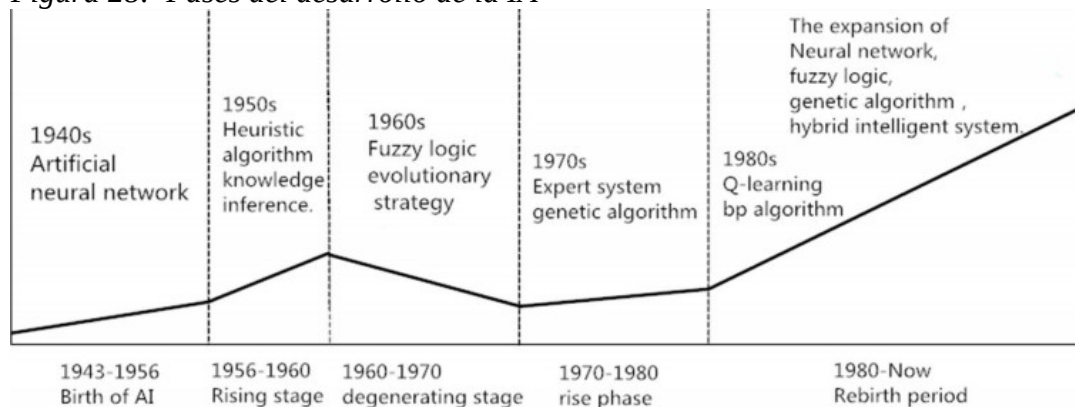 Figura 28. Fases del desarrollo de la IA
1940s
Artificial
neural network
1950s
Heuristic
algorithm
knowledge
inference.
1960s
Fuzzy logic
evolutionary
strategy
1970s
Expert system
genetic algorithm
1980s
Q-learning
bp algorithm
The expansion of
Neural network,
fuzzy logic,
genetic algorithm ,
hybrid intelligent system.
1943-1956
Birth of AI
1956-1960
Rising stage
1960-1970
degenerating stage
1970-1980
rise phase
1980-Now
Rebirth period